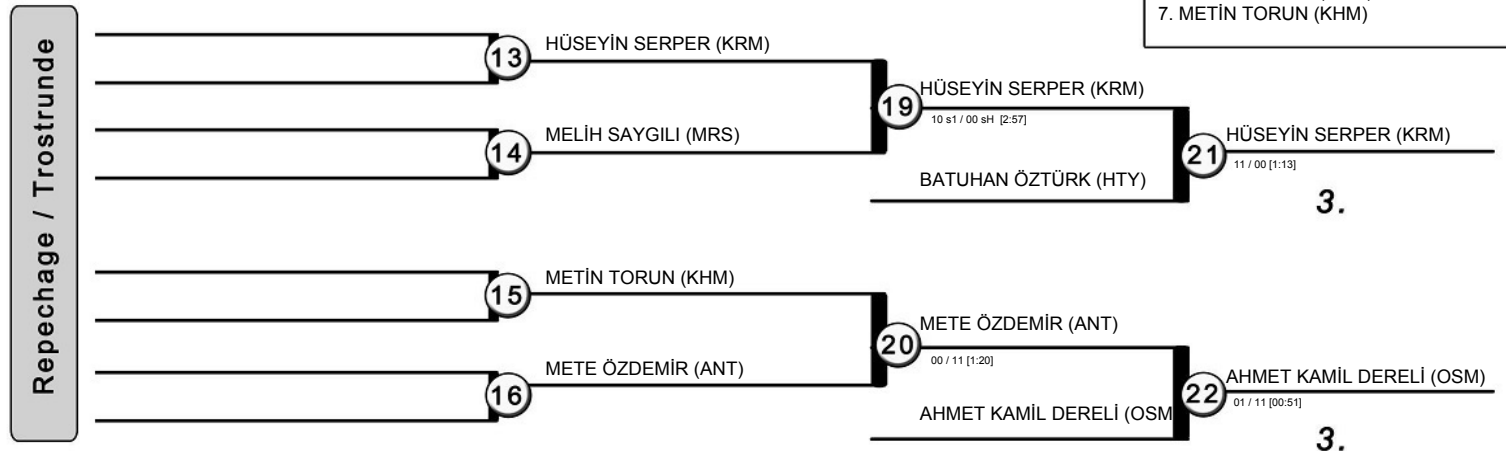 7. METİN TORUN (KHM)
Repechage / Trostrunde
13
HÜSEYİN SERPER (KRM)
14
MELİH SAYGILI (MRS)
19
HÜSEYİN SERPER (KRM)
10 s1 / 00 sH [2:57]
BATUHAN ÖZTÜRK (HTY)
21
HÜSEYİN SERPER (KRM)
11 / 00 [1:13]
3.
15
METİN TORUN (KHM)
16
METE ÖZDEMİR (ANT)
20
METE ÖZDEMİR (ANT)
00 / 11 [1:20]
AHMET KAMİL DERELİ (OSM
22
AHMET KAMİL DERELİ (OSM)
01 / 11 [00:51]
3.